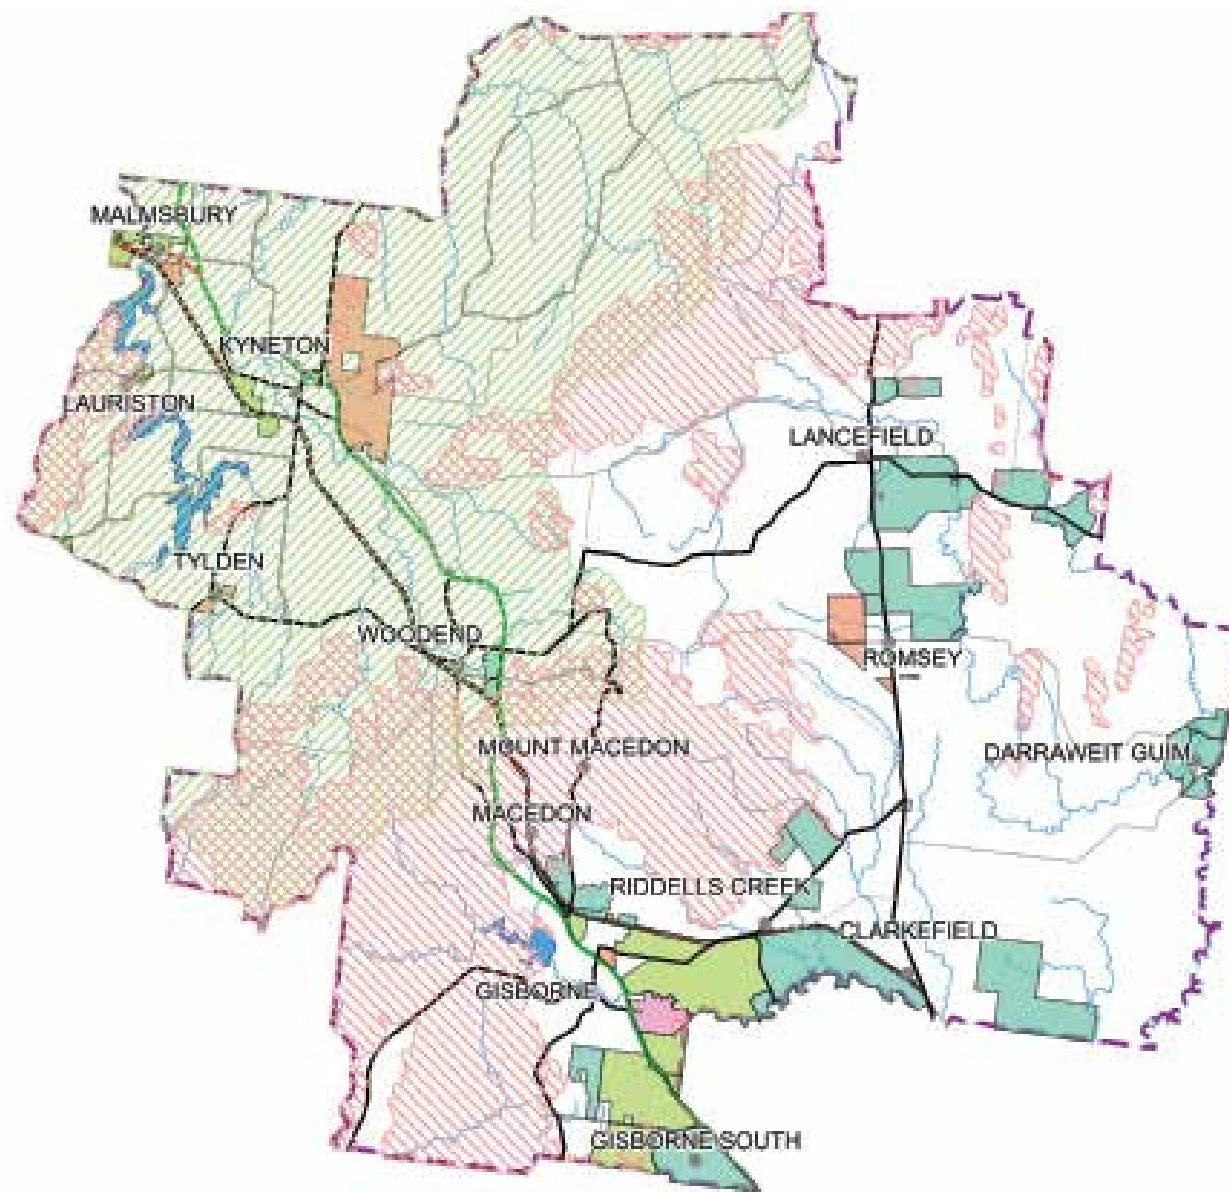 MALMSBURY
KYNETON
LAURISTON
LANCEFIELD
TYLDEN
WOODEND
ROMSEY
MOUNT MACEDON
DARRAWEIT GUIM
MACEDON
RIDDELLS CREEK
CLARKEFIELD
GISBORNE
GISBORNE SOUTH